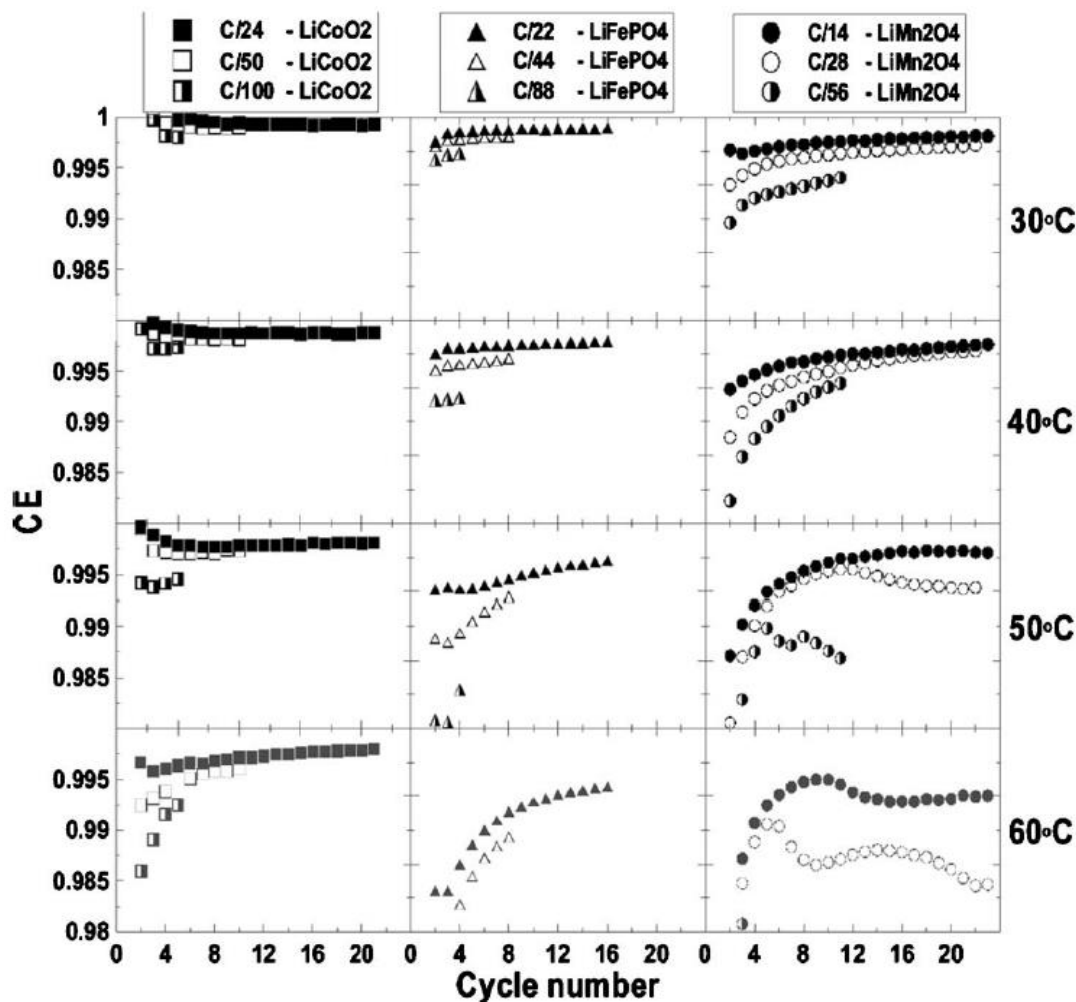 C/24 - LiCoO2
C/50 - LiCoO2
C/100 - LiCoO2
C/22 - LiFePO4
C/44 - LiFePO4
C/88 - LiFePO4
C/14 - LiMn2O4
C/28 - LiMn2O4
C/56 - LiMn2O4
1
0.995
0.99
0.985
30°C
0.995
0.99
0.985
40°C
CE
0.995
0.99
0.985
50°C
0.995
0.99
0.985
0.98
60°C
0 4 8 12 16 20 0 4 8 12 16 20 0 4 8 12 16 20
Cycle number